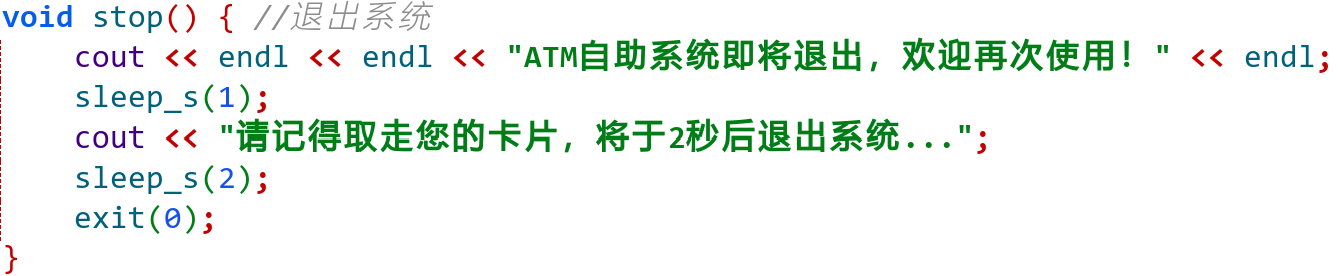 void stop() { //退出系统
    cout << endl << endl << "ATM自助系统即将退出，欢迎再次使用！" << endl;
    sleep_s(1);
    cout << "请记得取走您的卡片，将于2秒后退出系统...";
    sleep_s(2);
    exit(0);
}